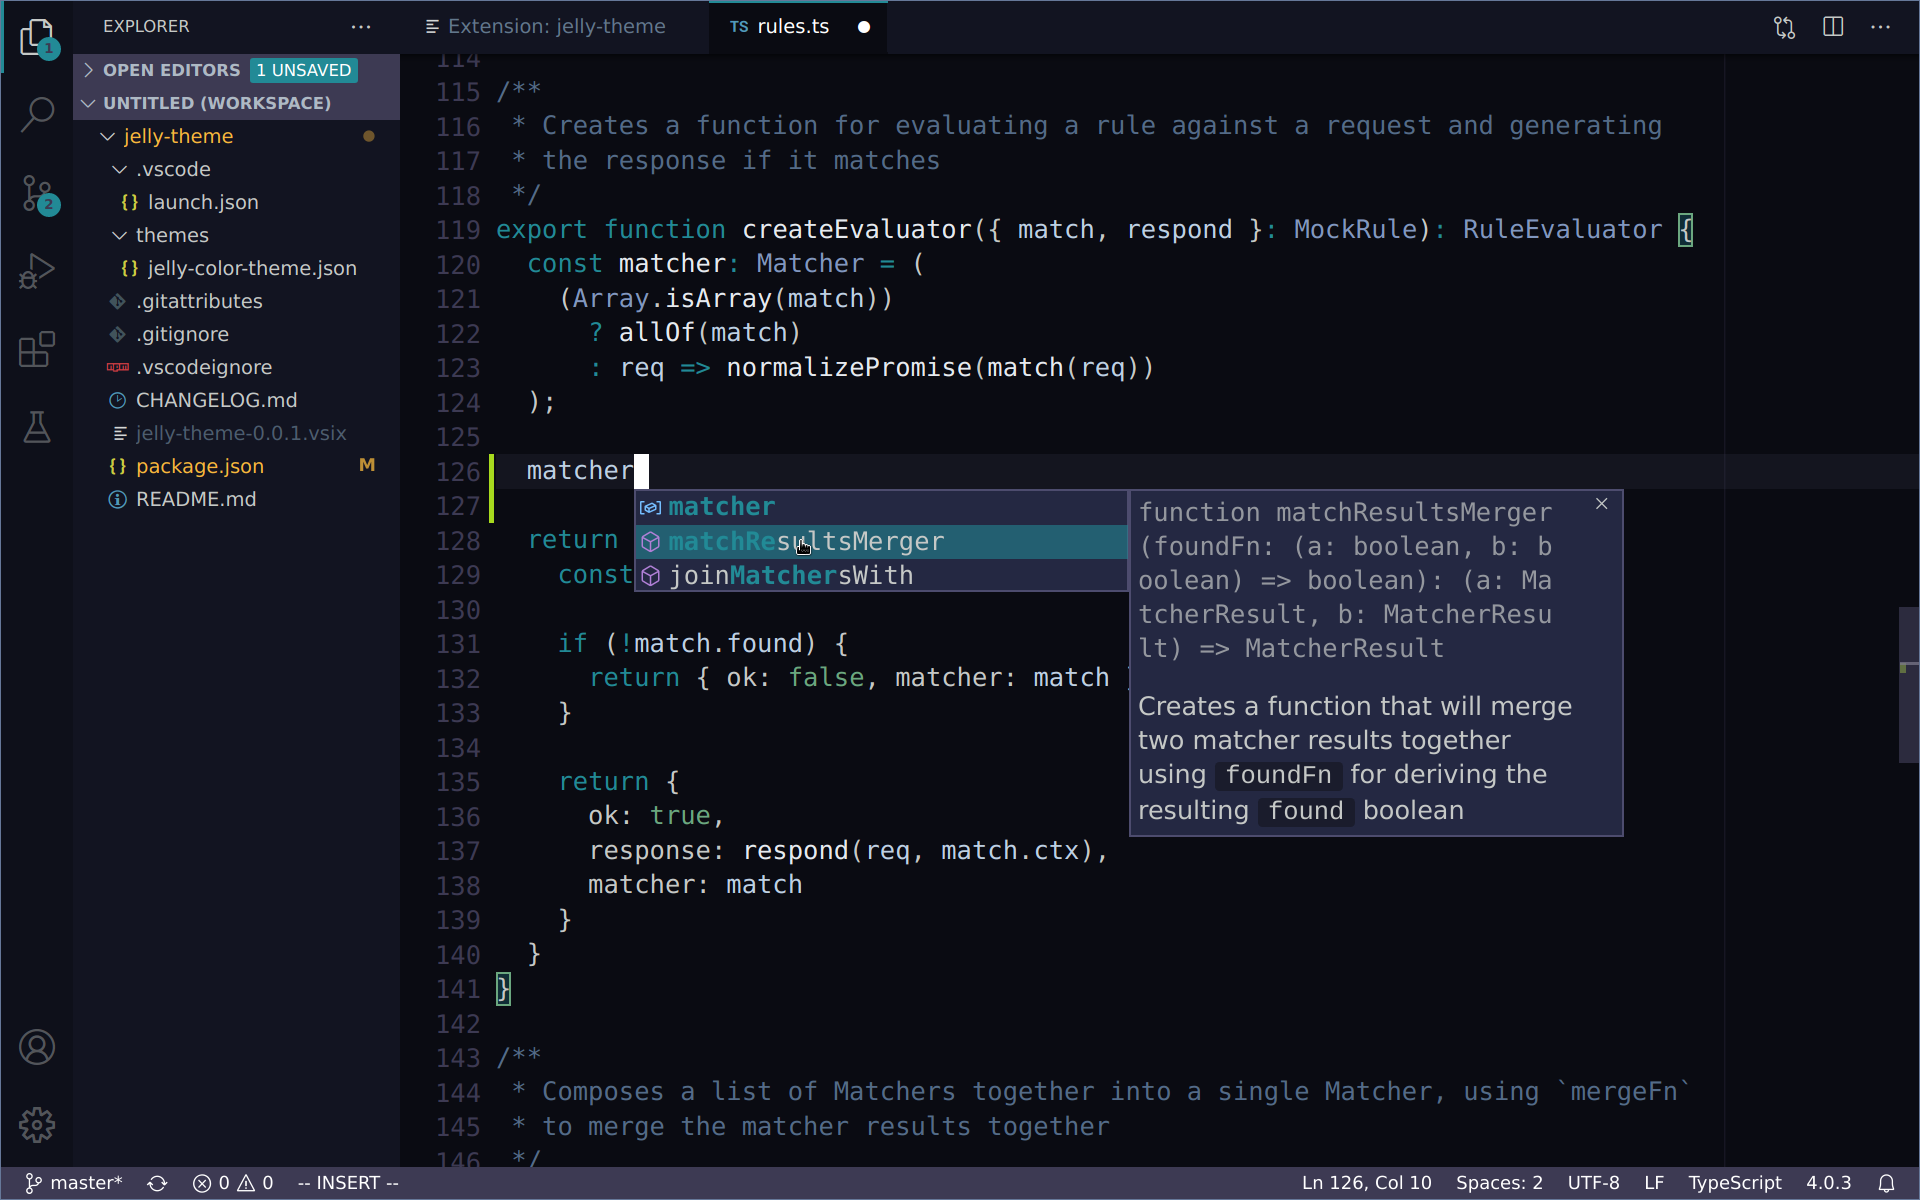 EXPLORER
Extension: jelly-theme
TS rules.ts
1
OPEN EDITORS 1 UNSAVED
UNTITLED (WORKSPACE)
jelly-theme
.vscode
{} launch.json
themes
{} jelly-color-theme.json
.gitattributes
.gitignore
.vscodeignore
CHANGELOG.md
jelly-theme-0.0.1.vsix
{} package.json M
README.md
2
114
115 /**
116  * Creates a function for evaluating a rule against a request and generating
117  * the response if it matches
118  */
119 export function createEvaluator({ match, respond }: MockRule): RuleEvaluator {
120   const matcher: Matcher = (
121     (Array.isArray(match))
122       ? allOf(match)
123       : req => normalizePromise(match(req))
124   );
125
126   matcher
127
128   return
129     const
130
131     if (!match.found) {
132       return { ok: false, matcher: match
133     }
134
135     return {
136       ok: true,
137       response: respond(req, match.ctx),
138       matcher: match
139     }
140   }
141 }
142
143 /**
144  * Composes a list of Matchers together into a single Matcher, using `mergeFn`
145  * to merge the matcher results together
146  */
matcher
matchResultsMerger
joinMatchersWith
function matchResultsMerger
(foundFn: (a: boolean, b: b
oolean) => boolean): (a: Ma
tcherResult, b: MatcherResu
lt) => MatcherResult
Creates a function that will merge
two matcher results together
using foundFn for deriving the
resulting found boolean
master* 0 0 -- INSERT -- Ln 126, Col 10 Spaces: 2 UTF-8 LF TypeScript 4.0.3